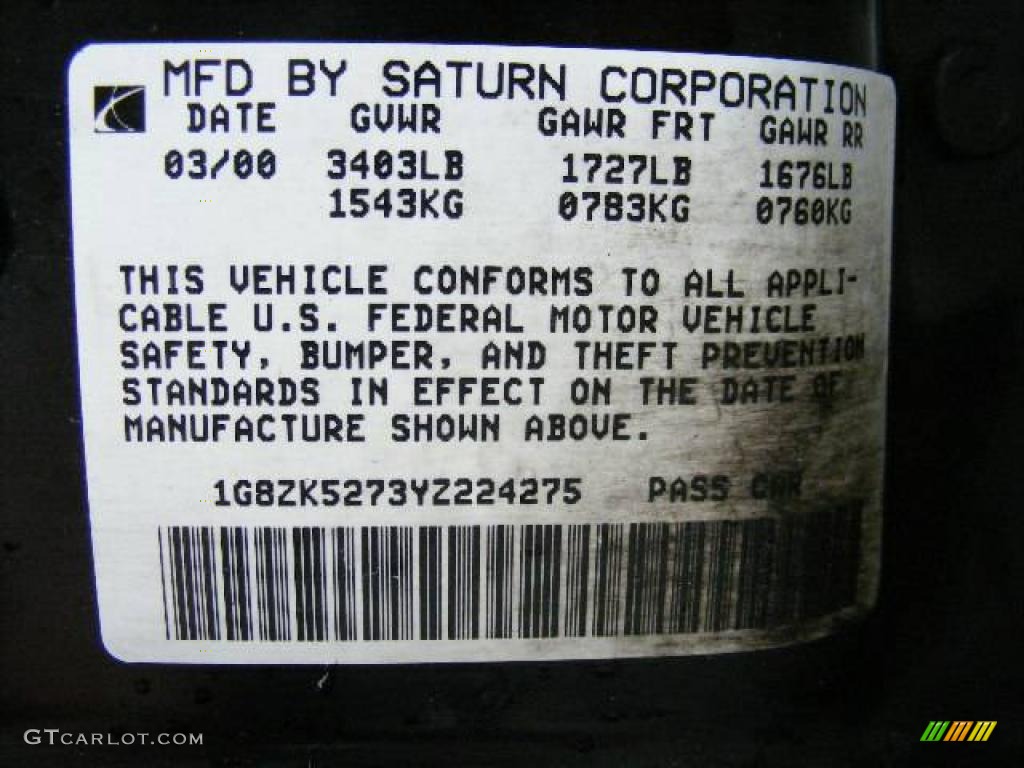 MFD BY SATURN CORPORATION
DATE GVWR GAWR FRT GAWR RR
03/00 3403LB 1727LB 1676LB
1543KG 0783KG 0760KG
THIS VEHICLE CONFORMS TO ALL APPLI-
CABLE U.S. FEDERAL MOTOR VEHICLE
SAFETY, BUMPER, AND THEFT PREVENTION
STANDARDS IN EFFECT ON THE DATE OF
MANUFACTURE SHOWN ABOVE.
1G8ZK5273YZ224275 PASS CAR
GTCARLOT.COM